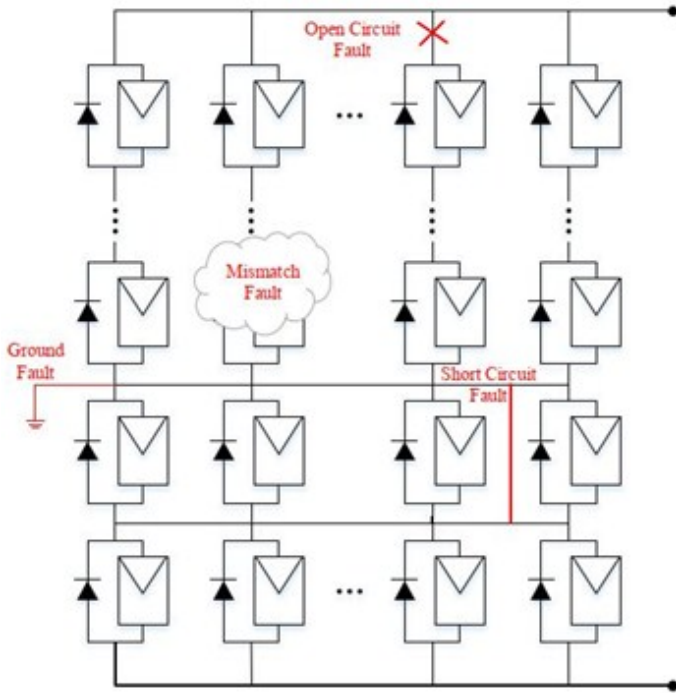 Open Circuit
Fault
Mismatch
Fault
Ground
Fault
Short Circuit
Fault